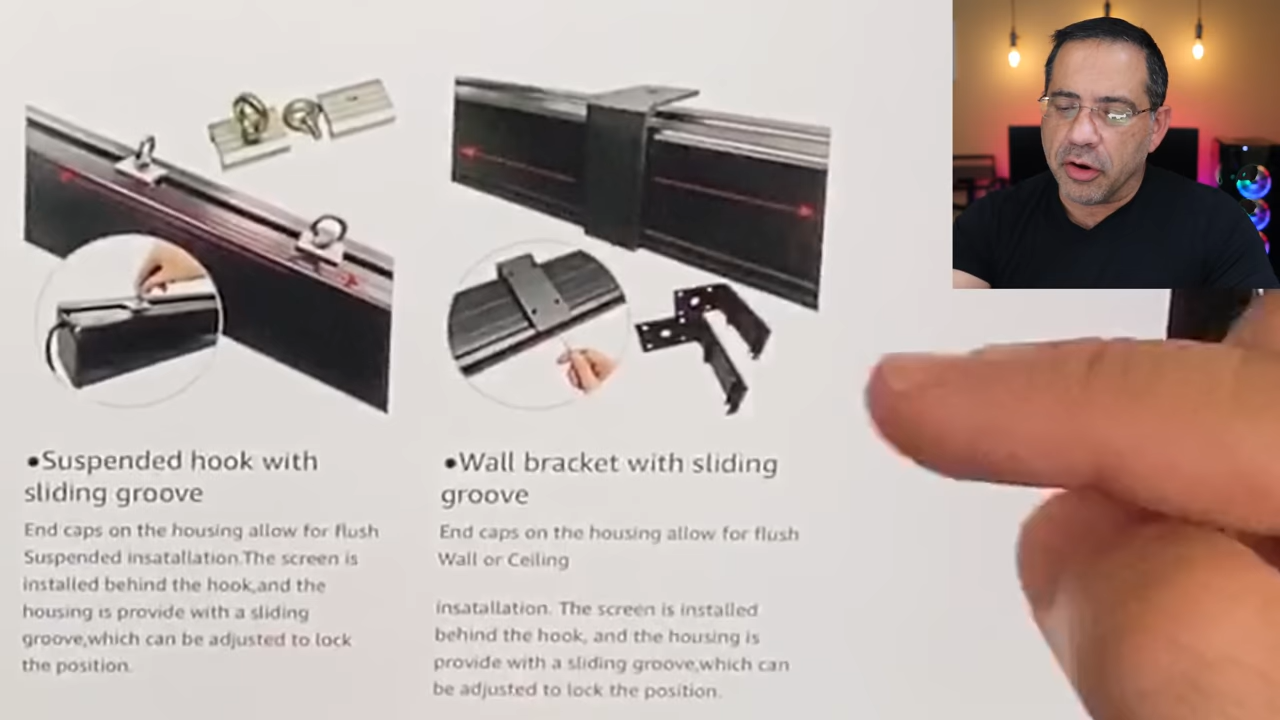 ●Suspended hook with
sliding groove
End caps on the housing allow for flush
Suspended insatallation.The screen is
installed behind the hook,and the
housing is provide with a sliding
groove,which can be adjusted to lock
the position.
●Wall bracket with sliding
groove
End caps on the housing allow for flush
Wall or Ceiling
insatallation. The screen is installed
behind the hook, and the housing is
provide with a sliding groove,which can
be adjusted to lock the position.